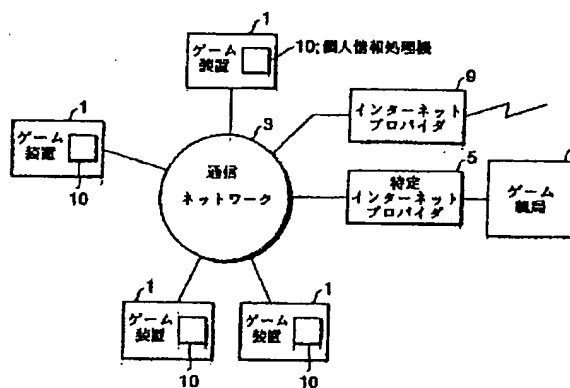 1
ゲーム
装置
10;個人情報処理機
9
インターネット
プロバイダ
1
ゲーム
装置
10
3
通信
ネットワーク
5
特定
インターネット
プロバイダ
ゲーム
親局
1
ゲーム
装置
10
1
ゲーム
装置
10